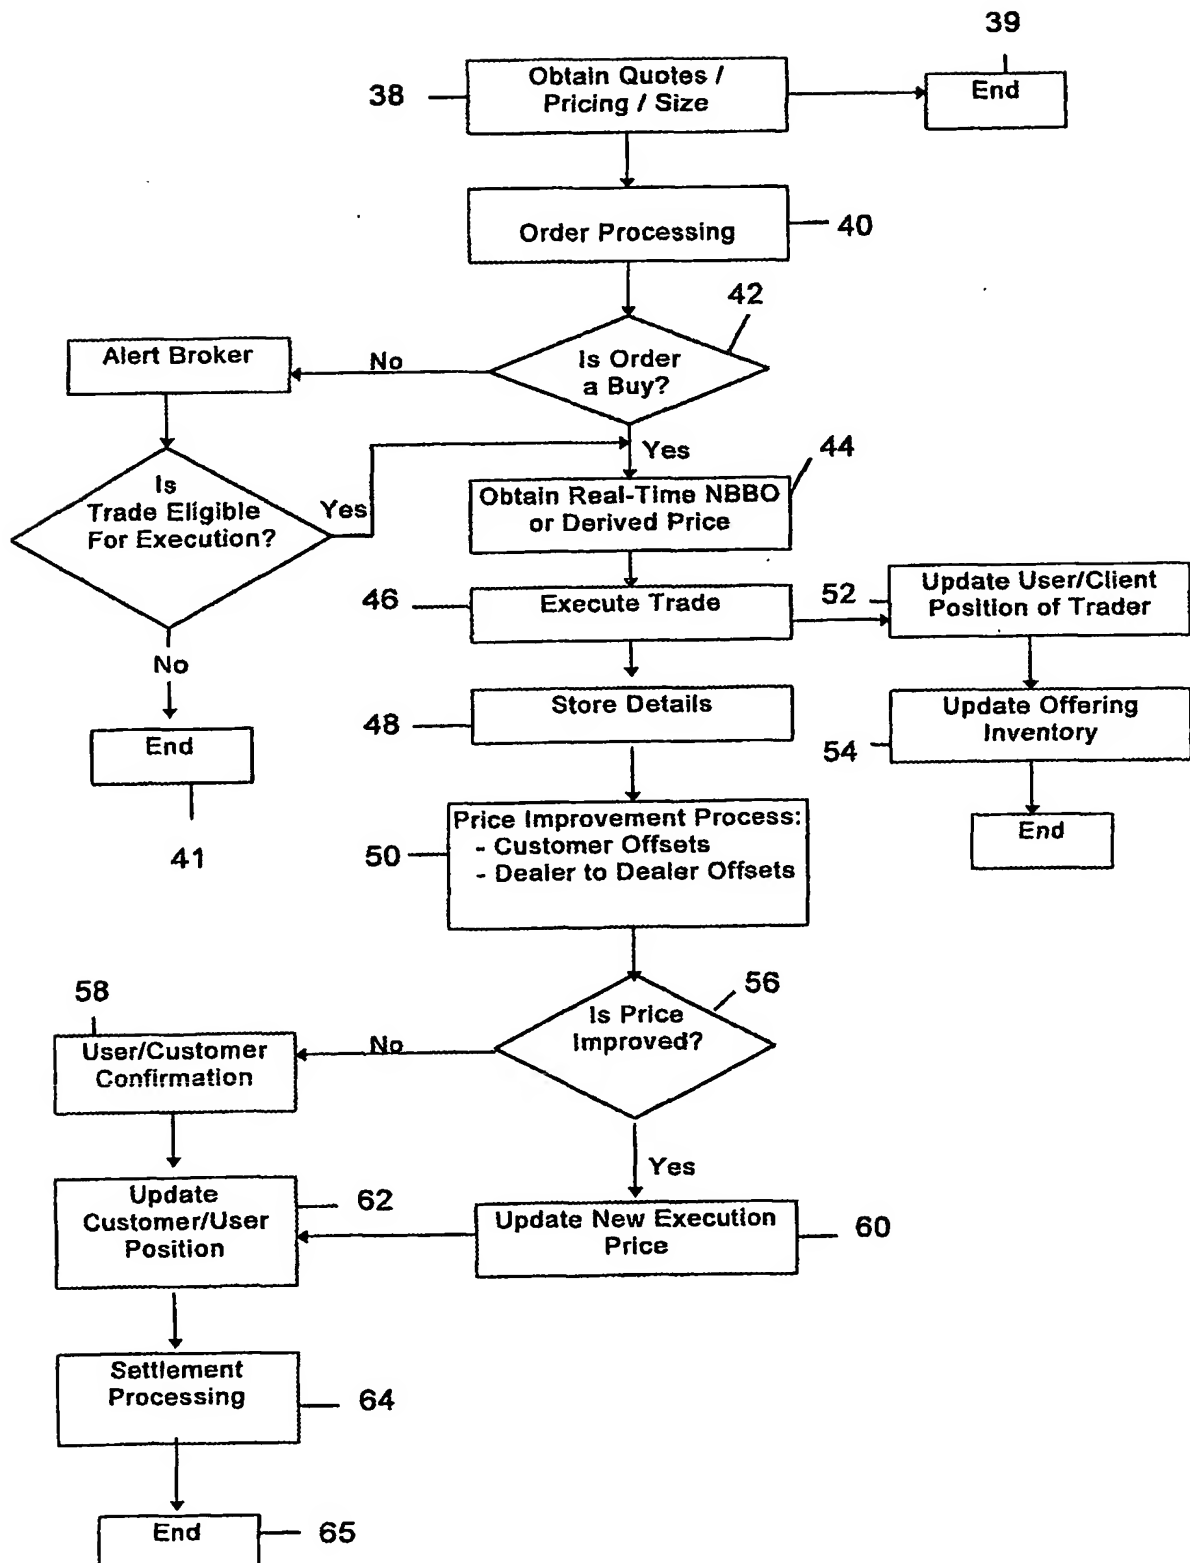 39
38
Obtain Quotes /
Pricing / Size
End
Order Processing
40
42
Alert Broker
No
Is Order
a Buy?
Yes
44
Is
Trade Eligible
For Execution?
Yes
Obtain Real-Time NBBO
or Derived Price
46
Execute Trade
52
Update User/Client
Position of Trader
No
48
Store Details
Update Offering
Inventory
54
End
41
Price Improvement Process:
- Customer Offsets
- Dealer to Dealer Offsets
50
End
56
58
Is Price
Improved?
No
User/Customer
Confirmation
Yes
Update
Customer/User
Position
62
Update New Execution
Price
60
Settlement
Processing
64
End
65